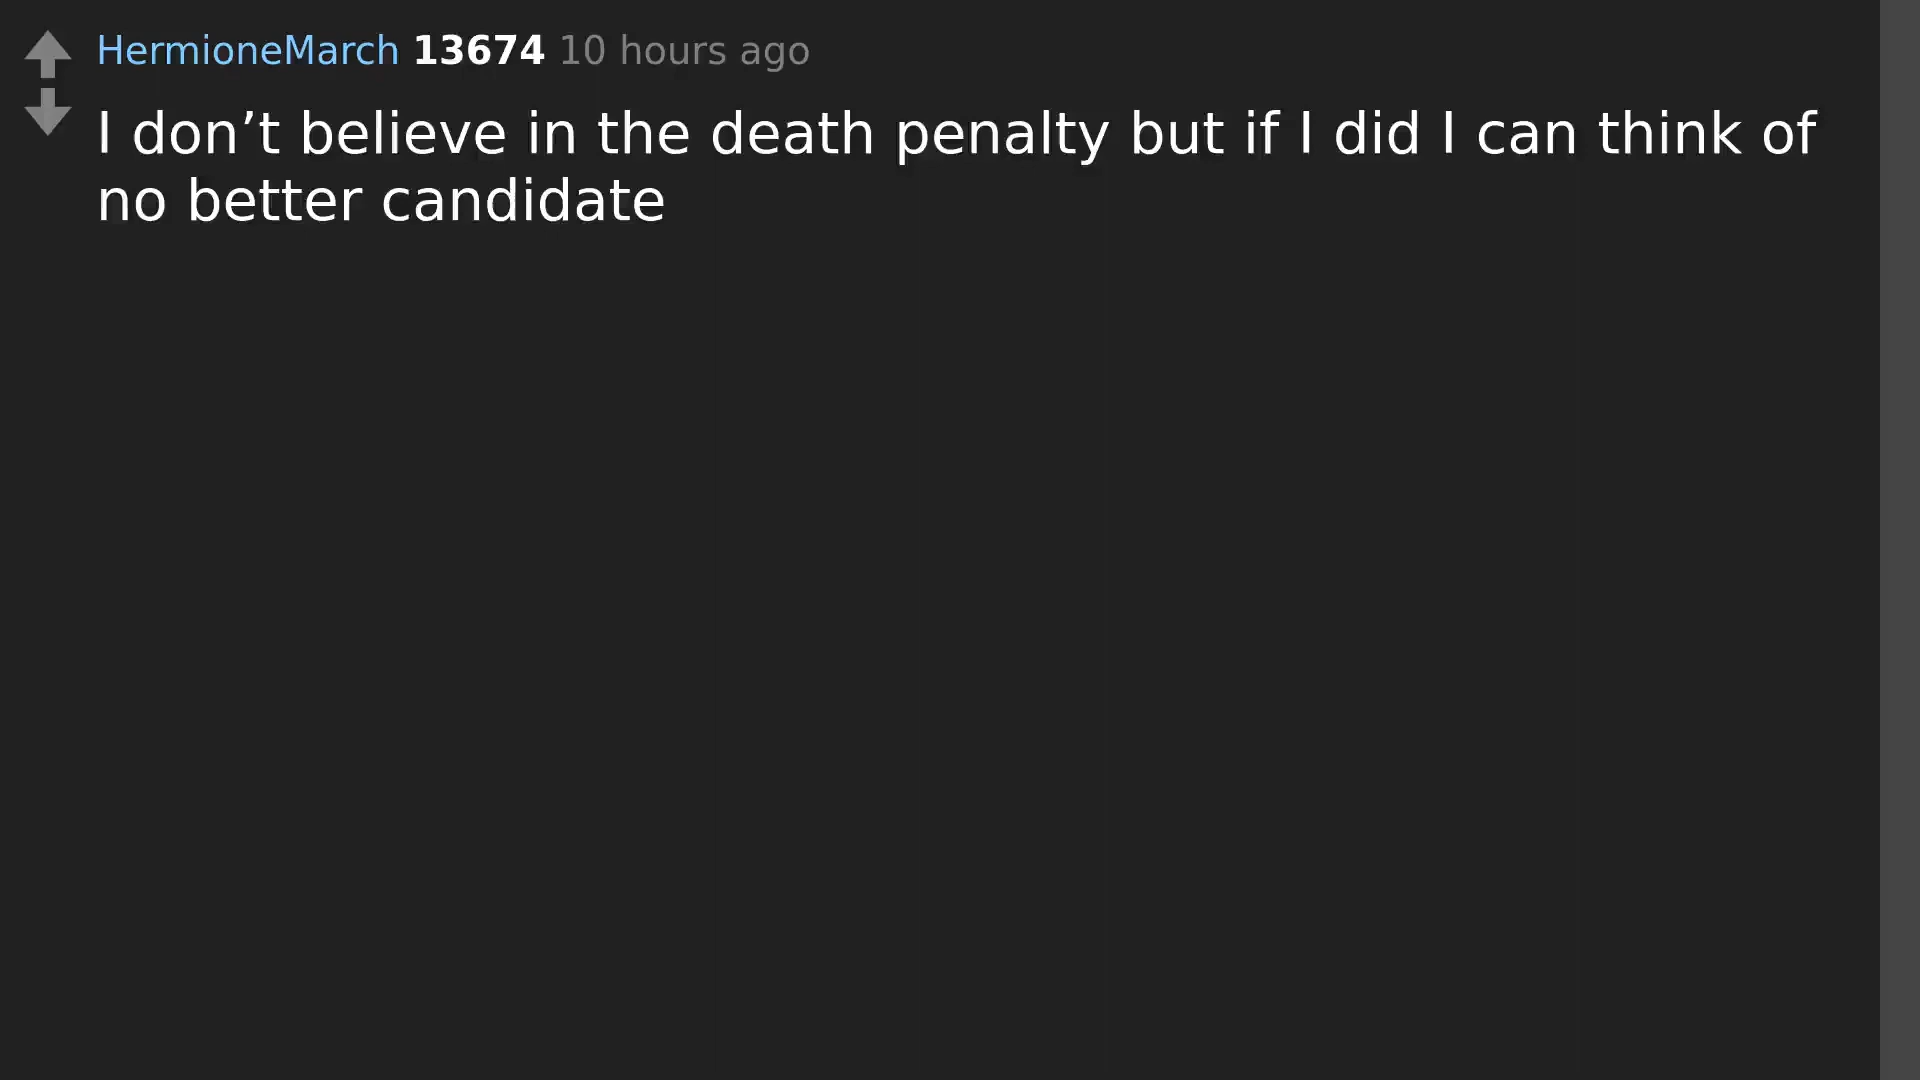 HermioneMarch 13674 10 hours ago
I don’t believe in the death penalty but if I did I can think of
no better candidate